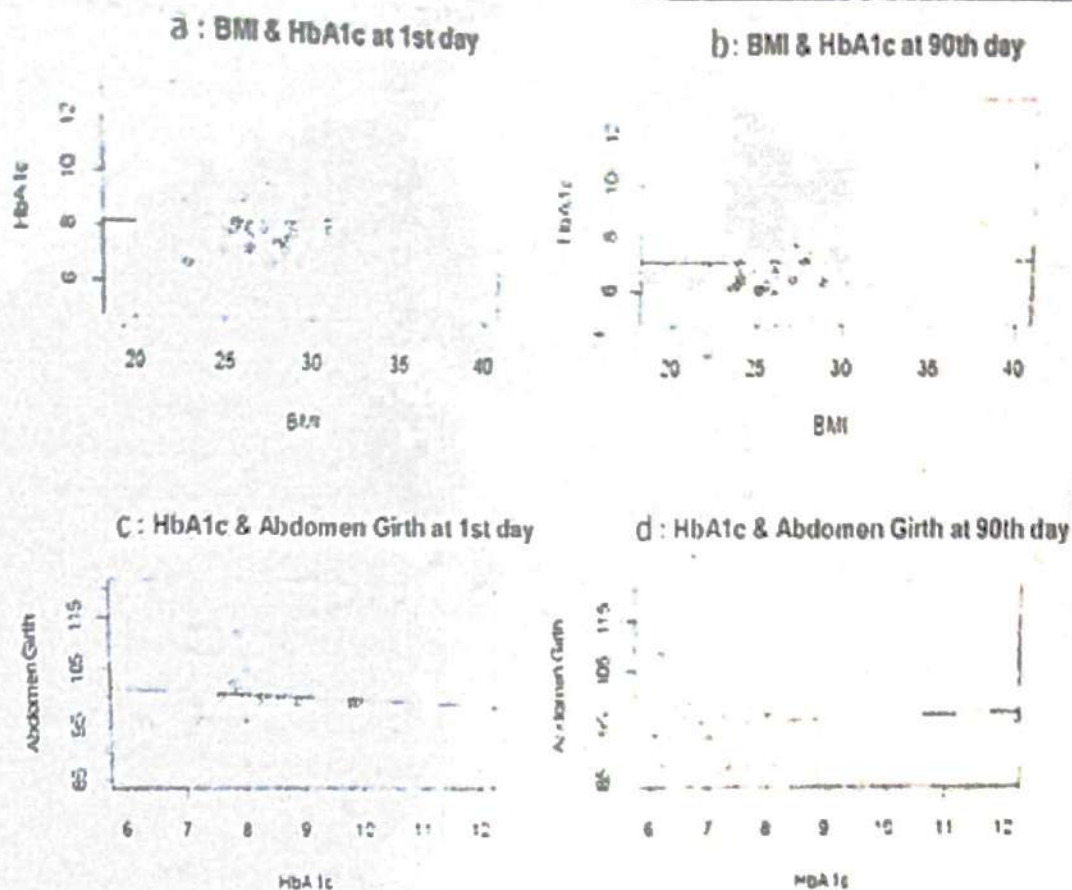 a : BMI & HbA1c at 1st day
HbA1c
12
10
8
6
20 25 30 35 40
BMI
b: BMI & HbA1c at 90th day
HbA1c
12
10
8
6
20 25 30 35 40
BMI
c : HbA1c & Abdomen Girth at 1st day
Abdomen Girth
115
105
95
85
6 7 8 9 10 11 12
HbA1c
d : HbA1c & Abdomen Girth at 90th day
Abdomen Girth
115
105
85
6 7 8 9 10 11 12
HbA1c